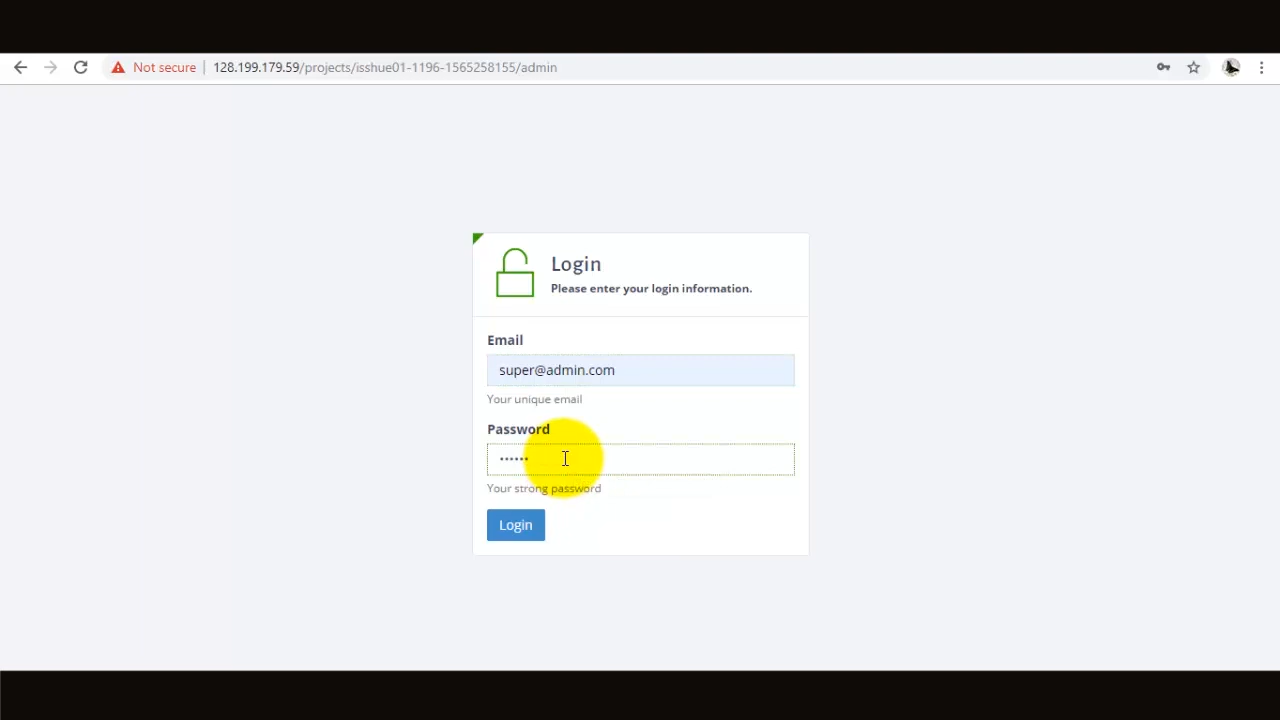 Not secure | 128.199.179.59/projects/isshue01-1196-1565258155/admin
Login
Please enter your login information.
Email
super@admin.com
Your unique email
Password
••••••
Your strong password
Login